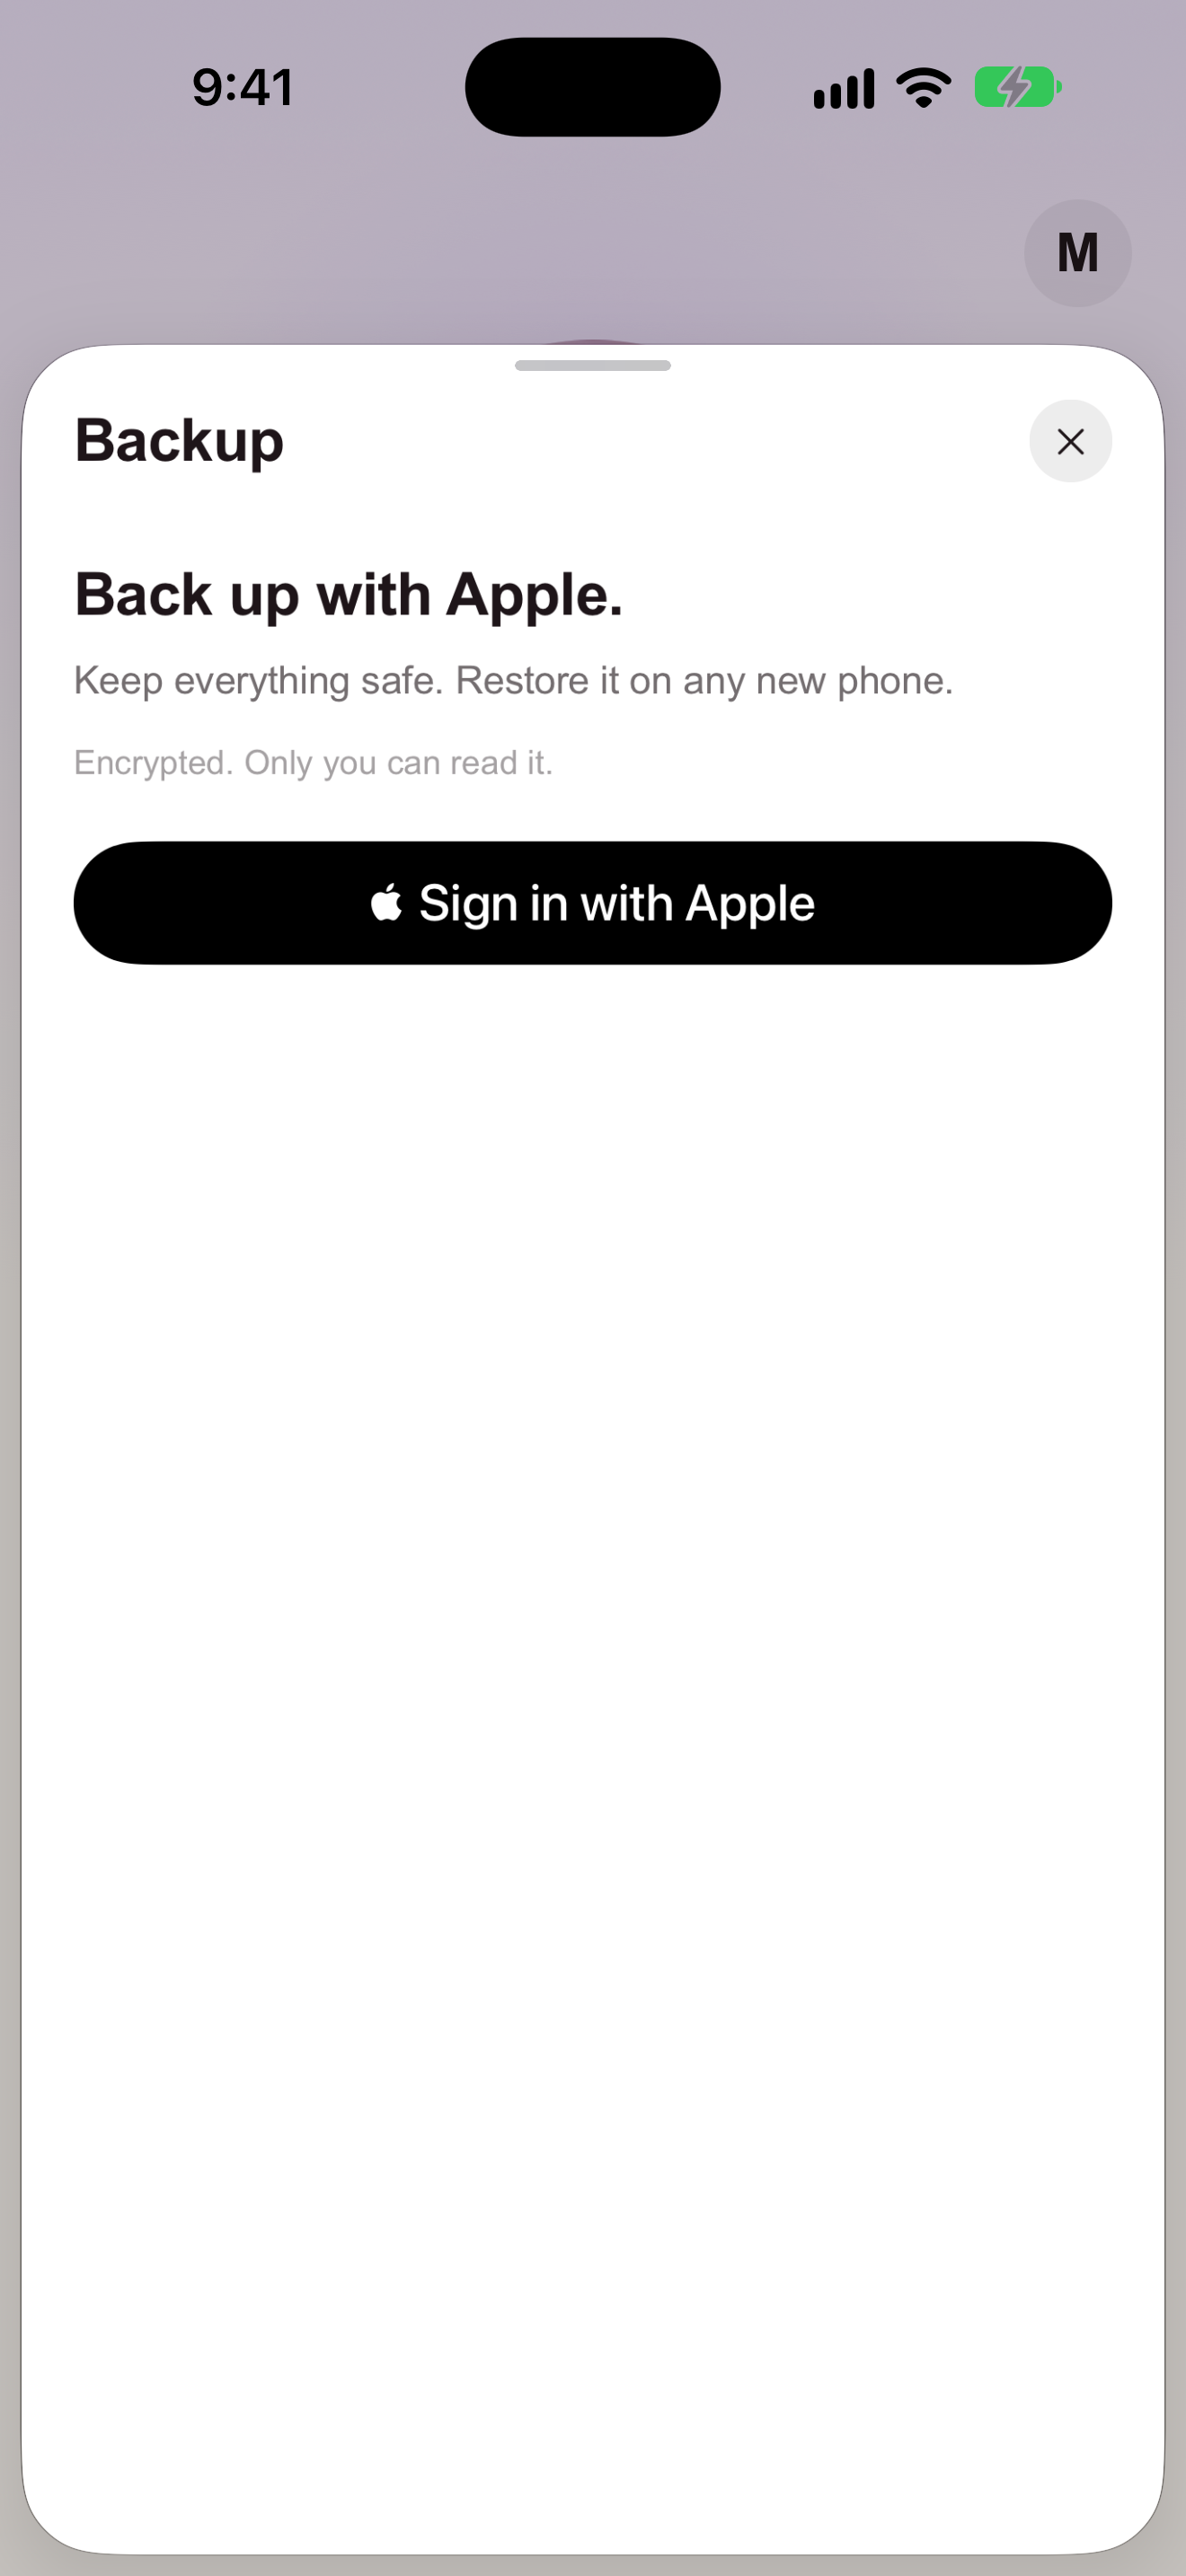 9:41
M
Backup
Back up with Apple.
Keep everything safe. Restore it on any new phone.
Encrypted. Only you can read it.
Sign in with Apple